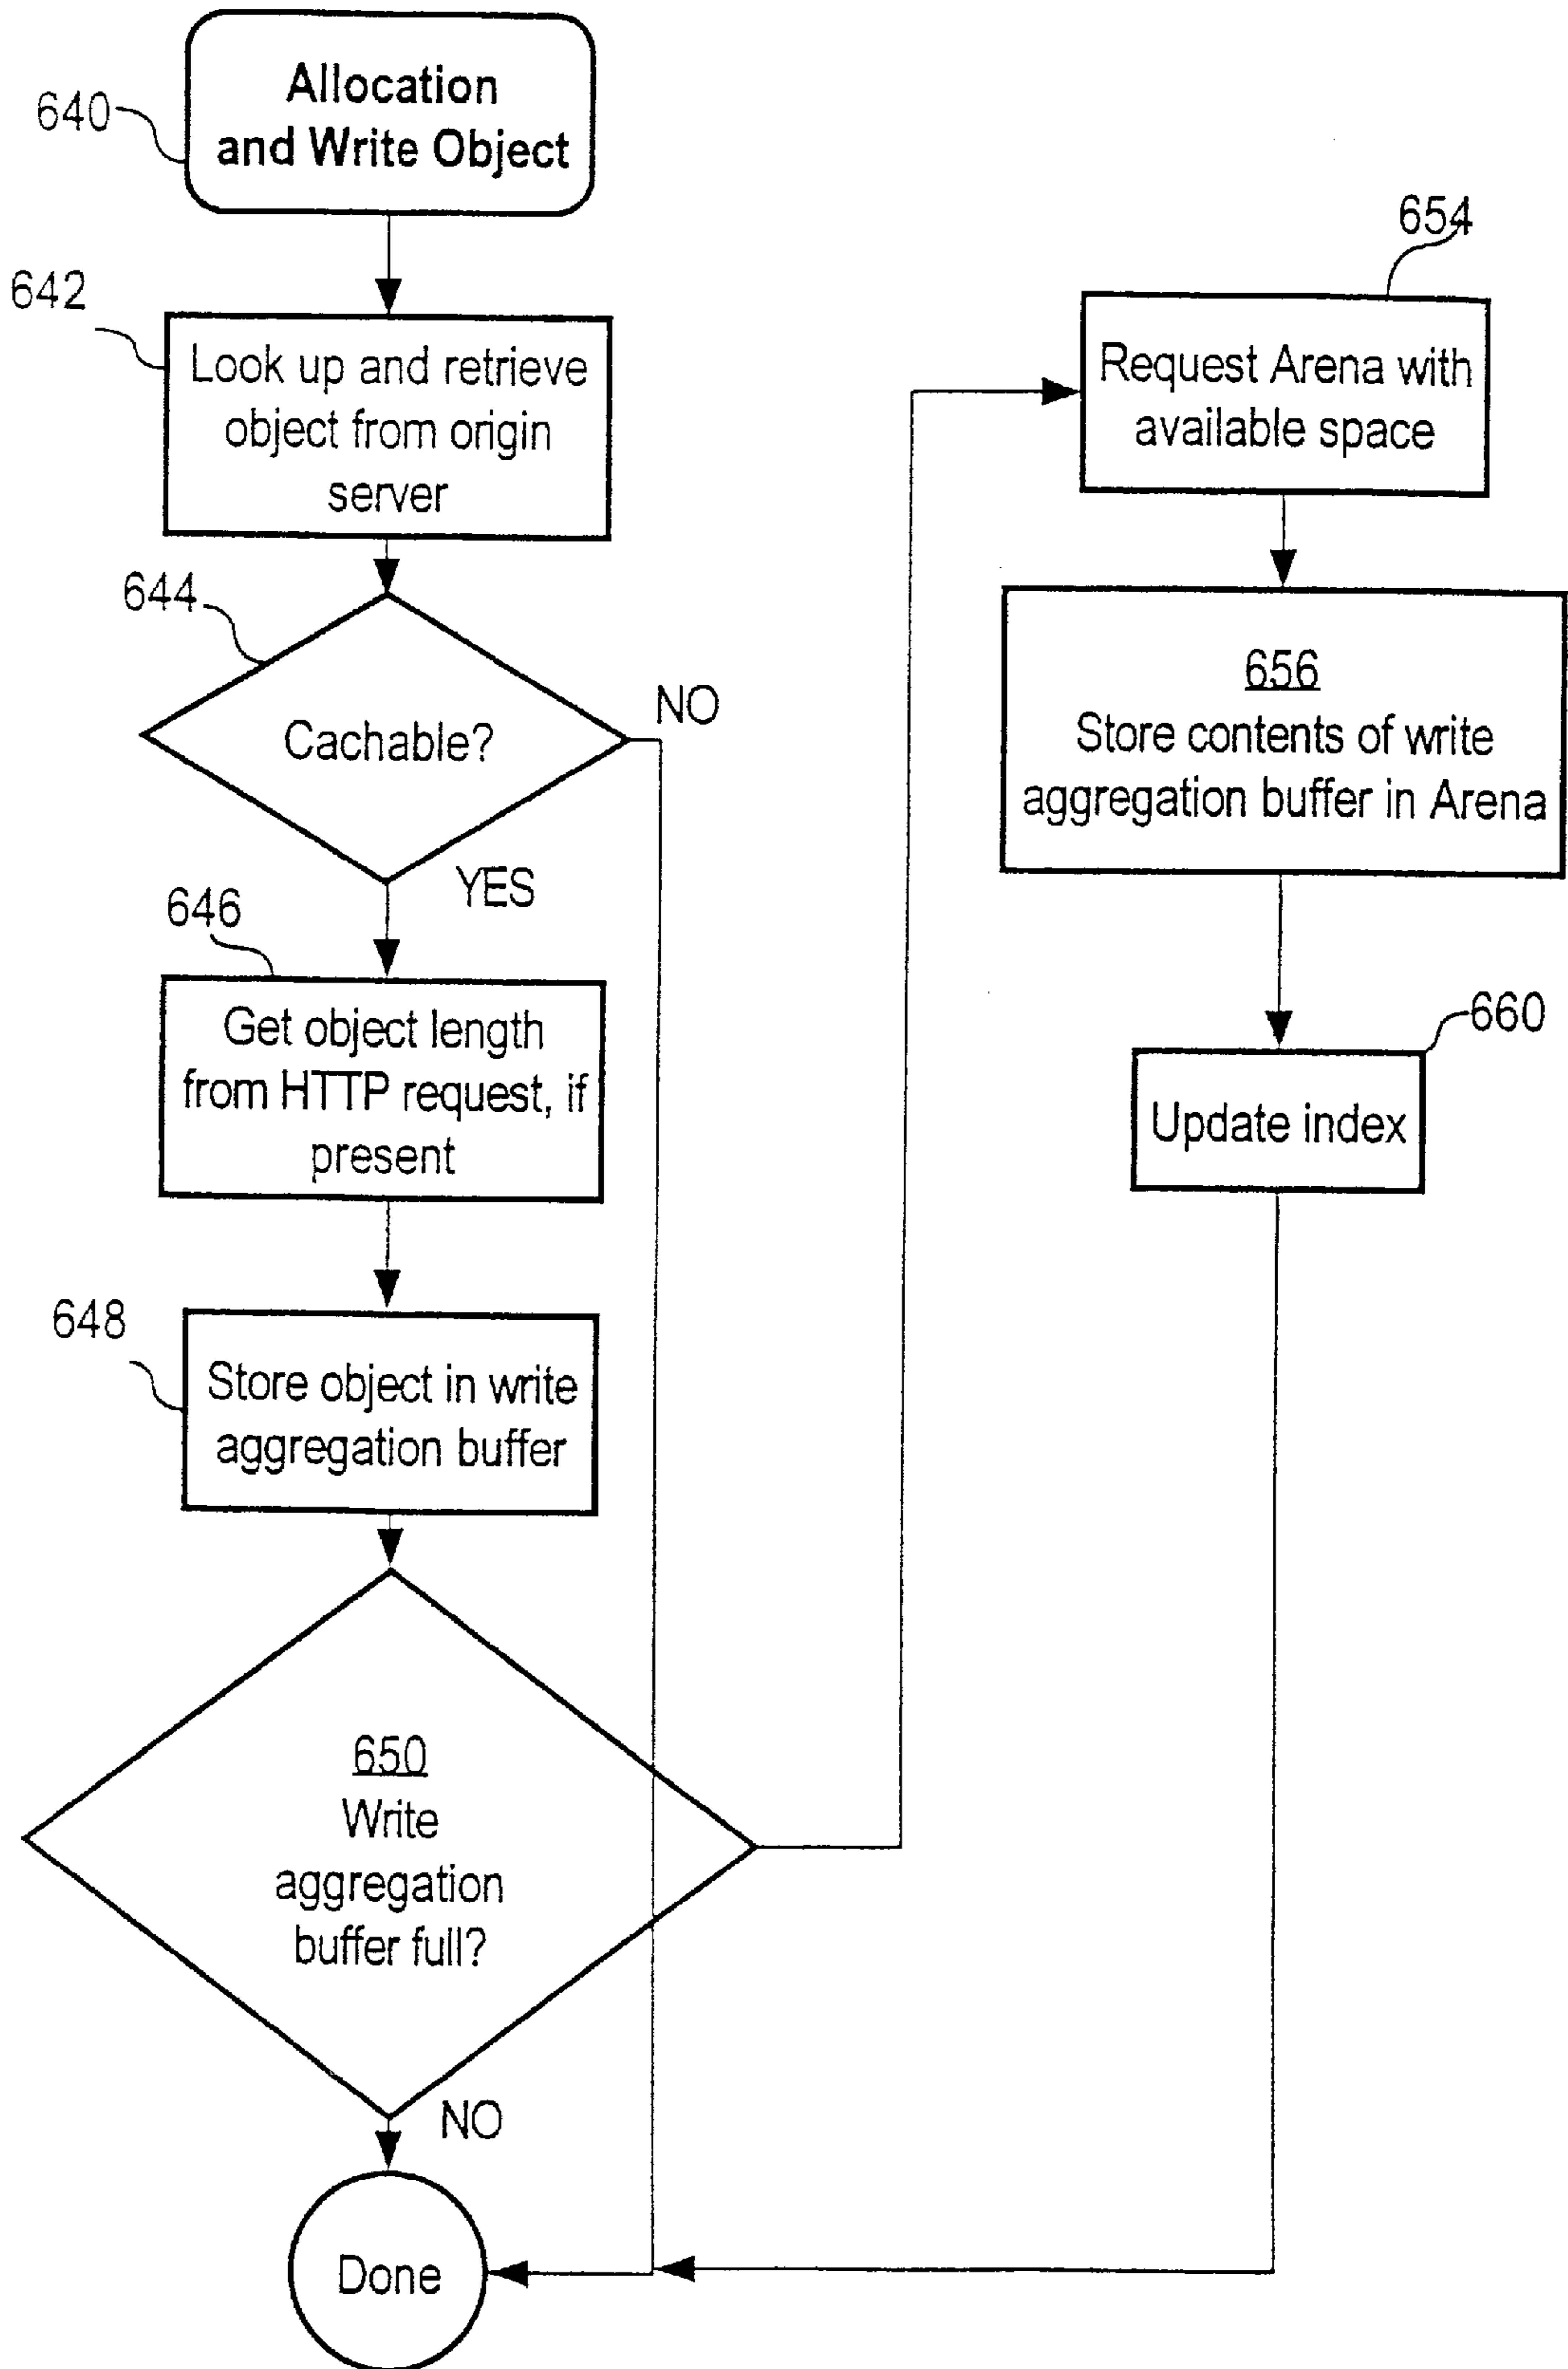 640
Allocation
and Write Object
642
Look up and retrieve
object from origin
server
644
Cachable?
NO
YES
646
Get object length
from HTTP request, if
present
648
Store object in write
aggregation buffer
650
Write
aggregation
buffer full?
NO
Done
654
Request Arena with
available space
656
Store contents of write
aggregation buffer in Arena
660
Update index